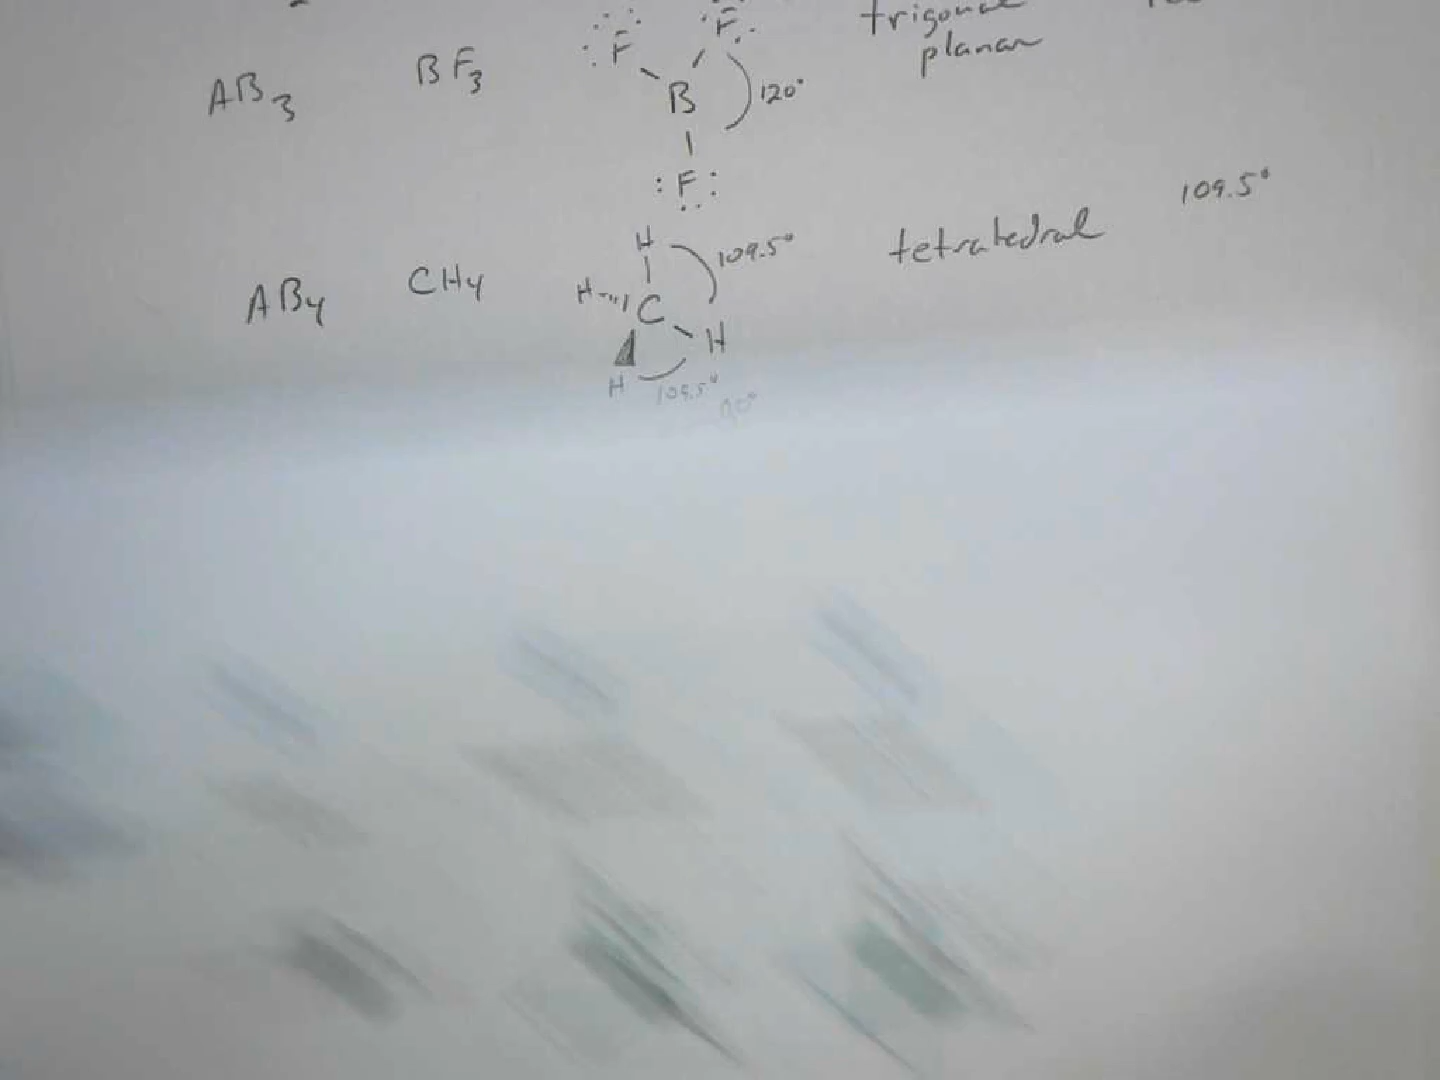 AB3 BF3 F F B F 120° trigonal planar
AB4 CH4 H H C H H 109.5° 109.5° tetrahedral 109.5°